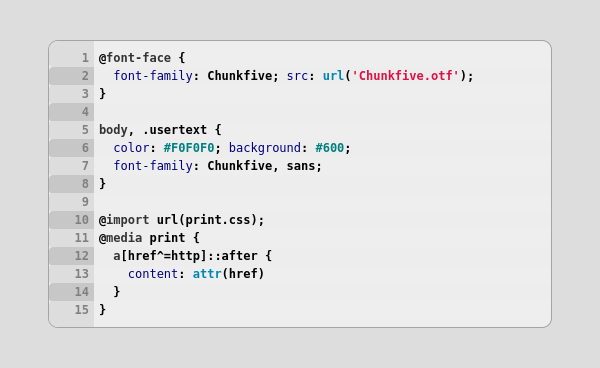 1 @font-face {
2   font-family: Chunkfive; src: url('Chunkfive.otf');
3 }
4
5 body, .usertext {
6   color: #F0F0F0; background: #600;
7   font-family: Chunkfive, sans;
8 }
9
10 @import url(print.css);
11 @media print {
12   a[href^=http]::after {
13     content: attr(href)
14   }
15 }